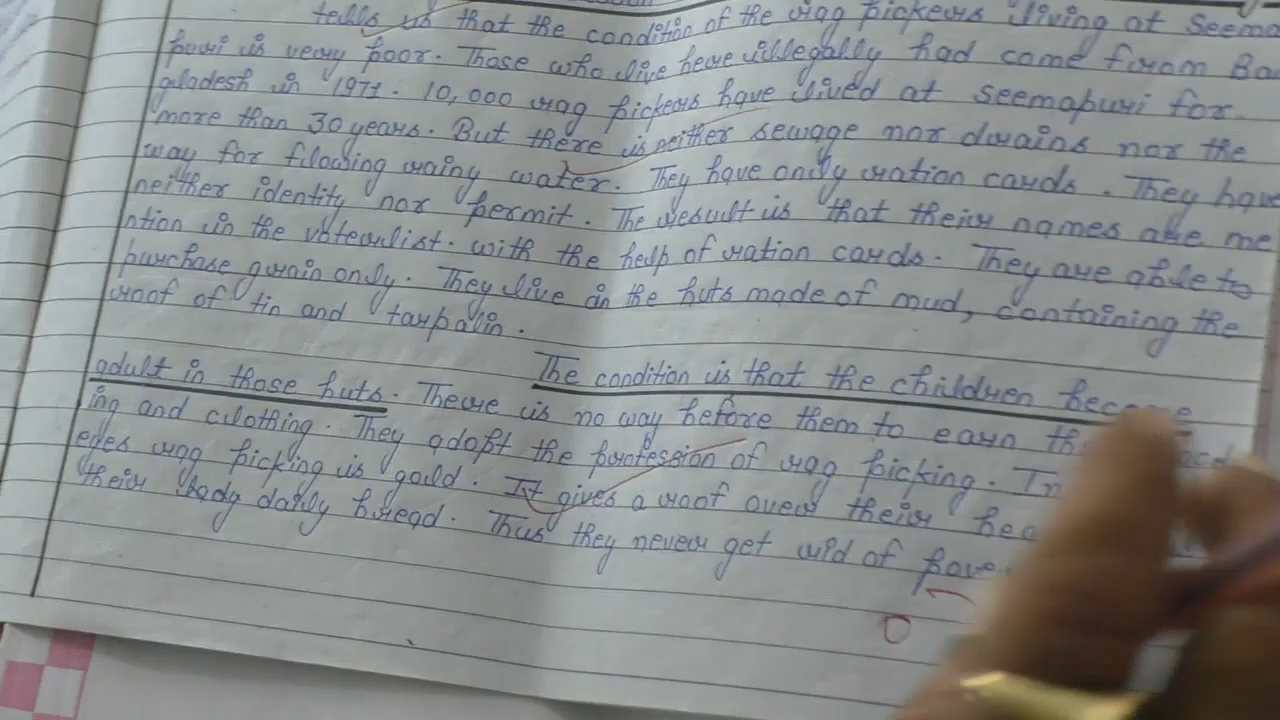 tells us that the condition of the rag pickers living at Seema
puri is very poor. Those who live here illegally had come from Ban
gladesh in 1971. 10,000 rag pickers have lived at Seemapuri for
more than 30 years. But there is neither sewage nor drains nor the
way for flowing rainy water. They have only ration cards. They have
neither identity nor permit. The result is that their names are me
ntion in the voterlist. with the help of ration cards. They are able to
purchase grain only. They live in the huts made of mud, containing the
roof of tin and tarpalin.
The condition is that the children become
adult in those huts. There is no way before them to earn
ing and clothing. They adopt the profession of rag picking. In
eyes rag picking is gold. It gives a roof over their
their body daily bread. Thus they never get rid of